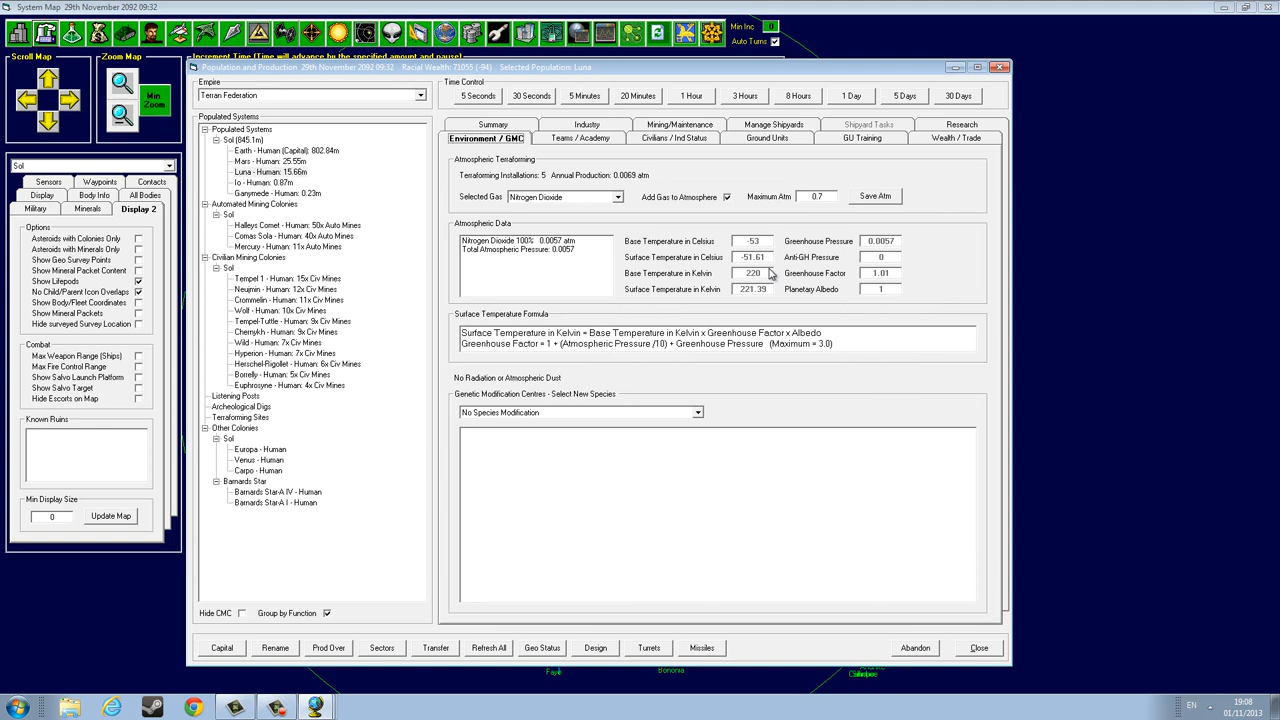 System Map  29th November 2092 09:32
Min Inc 0
Auto Turns
Scroll Map
Zoom Map
Increment Time (Time will advance by the specified amount and pause)
Min Zoom
Sol
Sensors Waypoints Contacts
Display Body Info All Bodies
Military Minerals Display 2
Options
Asteroids with Colonies Only
Asteroids with Minerals Only
Show Geo Survey Points
Show Mineral Packet Content
Show Lifepods
No Child/Parent Icon Overlaps
Show Body/Fleet Coordinates
Show Mineral Packets
Hide surveyed Survey Location
Combat
Max Weapon Range (Ships)
Max Fire Control Range
Show Salvo Launch Platform
Show Salvo Target
Hide Escorts on Map
Known Ruins
Min Display Size
0 Update Map
Population and Production  29th November 2092 09:32  Racial Wealth: 71055 (-94)  Selected Population: Luna
Empire
Terran Federation
Populated Systems
Populated Systems
Sol (845.1m)
Earth - Human (Capital): 802.84m
Mars - Human: 25.55m
Luna - Human: 15.66m
Io - Human: 0.87m
Ganymede - Human: 0.23m
Automated Mining Colonies
Sol
Halleys Comet - Human: 50x Auto Mines
Comas Sola - Human: 40x Auto Mines
Mercury - Human: 11x Auto Mines
Civilian Mining Colonies
Sol
Tempel 1 - Human: 15x Civ Mines
Neujmin - Human: 12x Civ Mines
Crommelin - Human: 11x Civ Mines
Wolf - Human: 10x Civ Mines
Tempel-Tuttle - Human: 9x Civ Mines
Chernykh - Human: 9x Civ Mines
Wild - Human: 7x Civ Mines
Hyperion - Human: 7x Civ Mines
Herschel-Rigollet - Human: 6x Civ Mines
Borrelly - Human: 5x Civ Mines
Euphrosyne - Human: 4x Civ Mines
Listening Posts
Archeological Digs
Terraforming Sites
Other Colonies
Sol
Europa - Human
Venus - Human
Carpo - Human
Barnards Star
Barnards Star-A IV - Human
Barnards Star-A I - Human
Hide CMC Group by Function
Time Control
5 Seconds 30 Seconds 5 Minutes 20 Minutes 1 Hour 3 Hours 8 Hours 5 Days 30 Days
Summary Industry Mining/Maintenance Manage Shipyards Shipyard Tasks Research
Environment / GMC Teams / Academy Civilians / Ind Status Ground Units GU Training Wealth / Trade
Atmospheric Terraforming
Terraforming Installations: 5 Annual Production: 0.0069 atm
Selected Gas Nitrogen Dioxide Add Gas to Atmosphere Maximum Atm 0.7 Save Atm
Atmospheric Data
Nitrogen Dioxide 100% 0.0057 atm
Total Atmospheric Pressure: 0.0057
Base Temperature in Celsius -53 Greenhouse Pressure 0.0057
Surface Temperature in Celsius -51.61 Anti-GH Pressure 0
Base Temperature in Kelvin 220 Greenhouse Factor 1.01
Surface Temperature in Kelvin 221.39 Planetary Albedo 1
Surface Temperature Formula
Surface Temperature in Kelvin = Base Temperature in Kelvin x Greenhouse Factor x Albedo
Greenhouse Factor = 1 + (Atmospheric Pressure /10) + Greenhouse Pressure (Maximum = 3.0)
No Radiation or Atmospheric Dust
Genetic Modification Centres - Select New Species
No Species Modification
Capital Rename Prod Over Sectors Transfer Refresh All Geo Status Design Turrets Missiles Abandon Close
Bononia
EN
19:08
01/11/2013